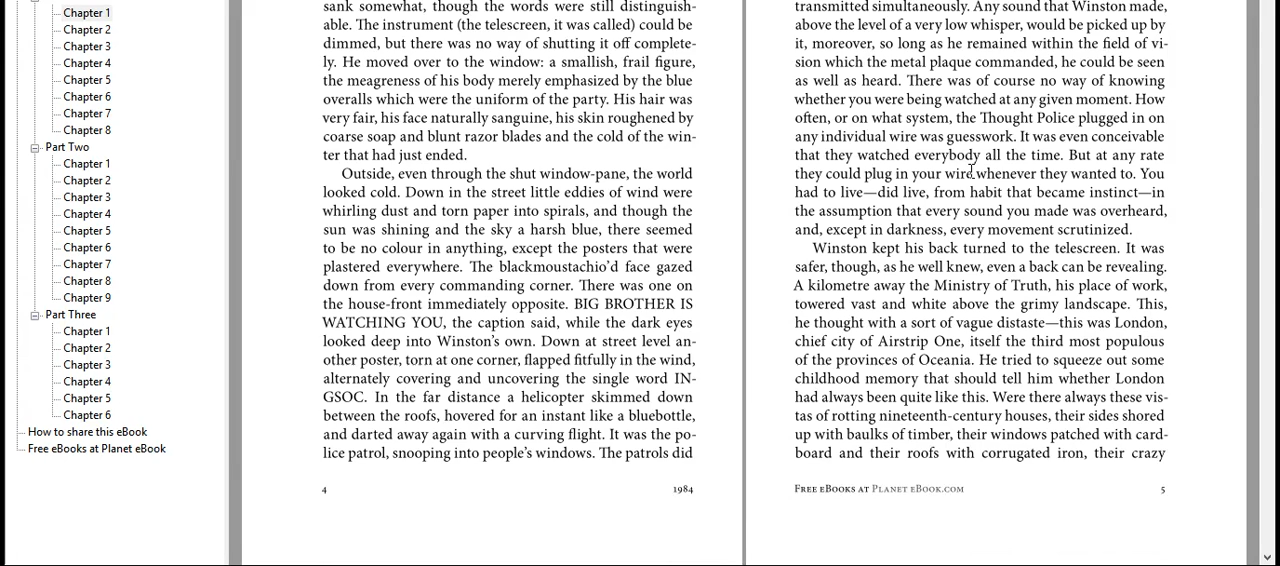 Chapter 1
Chapter 2
Chapter 3
Chapter 4
Chapter 5
Chapter 6
Chapter 7
Chapter 8
Part Two
Chapter 1
Chapter 2
Chapter 3
Chapter 4
Chapter 5
Chapter 6
Chapter 7
Chapter 8
Chapter 9
Part Three
Chapter 1
Chapter 2
Chapter 3
Chapter 4
Chapter 5
Chapter 6
How to share this eBook
Free eBooks at Planet eBook
sank somewhat, though the words were still distinguish-
able. The instrument (the telescreen, it was called) could be
dimmed, but there was no way of shutting it off complete-
ly. He moved over to the window: a smallish, frail figure,
the meagreness of his body merely emphasized by the blue
overalls which were the uniform of the party. His hair was
very fair, his face naturally sanguine, his skin roughened by
coarse soap and blunt razor blades and the cold of the win-
ter that had just ended.
Outside, even through the shut window-pane, the world
looked cold. Down in the street little eddies of wind were
whirling dust and torn paper into spirals, and though the
sun was shining and the sky a harsh blue, there seemed
to be no colour in anything, except the posters that were
plastered everywhere. The blackmoustachio'd face gazed
down from every commanding corner. There was one on
the house-front immediately opposite. BIG BROTHER IS
WATCHING YOU, the caption said, while the dark eyes
looked deep into Winston's own. Down at street level an-
other poster, torn at one corner, flapped fitfully in the wind,
alternately covering and uncovering the single word IN-
GSOC. In the far distance a helicopter skimmed down
between the roofs, hovered for an instant like a bluebottle,
and darted away again with a curving flight. It was the po-
lice patrol, snooping into people's windows. The patrols did
4
1984
transmitted simultaneously. Any sound that Winston made,
above the level of a very low whisper, would be picked up by
it, moreover, so long as he remained within the field of vi-
sion which the metal plaque commanded, he could be seen
as well as heard. There was of course no way of knowing
whether you were being watched at any given moment. How
often, or on what system, the Thought Police plugged in on
any individual wire was guesswork. It was even conceivable
that they watched everybody all the time. But at any rate
they could plug in your wire whenever they wanted to. You
had to live—did live, from habit that became instinct—in
the assumption that every sound you made was overheard,
and, except in darkness, every movement scrutinized.
Winston kept his back turned to the telescreen. It was
safer, though, as he well knew, even a back can be revealing.
A kilometre away the Ministry of Truth, his place of work,
towered vast and white above the grimy landscape. This,
he thought with a sort of vague distaste—this was London,
chief city of Airstrip One, itself the third most populous
of the provinces of Oceania. He tried to squeeze out some
childhood memory that should tell him whether London
had always been quite like this. Were there always these vis-
tas of rotting nineteenth-century houses, their sides shored
up with baulks of timber, their windows patched with card-
board and their roofs with corrugated iron, their crazy
Free eBooks at Planet eBook.com
5